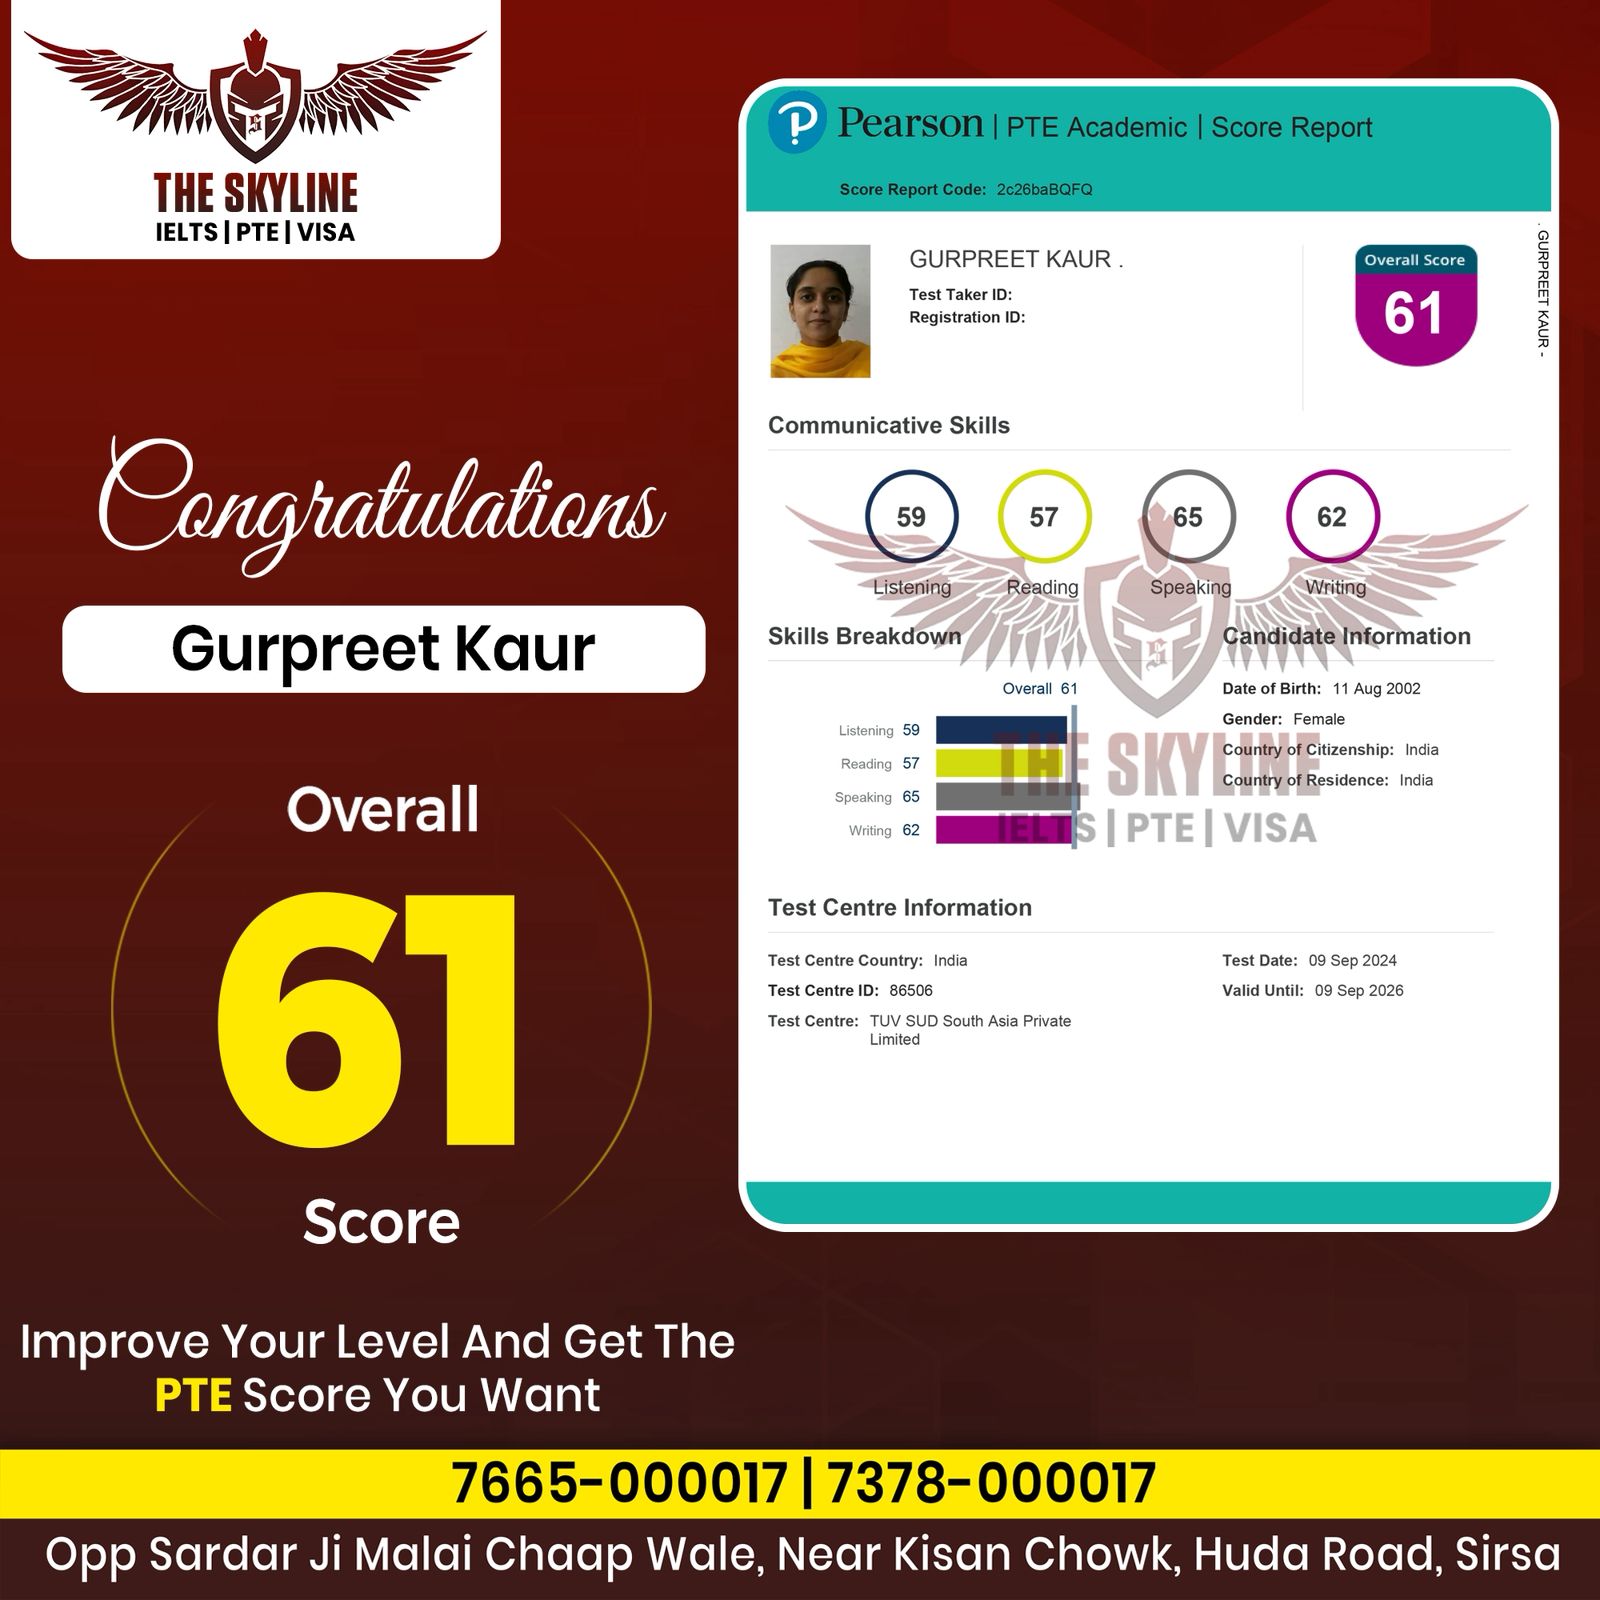 THE SKYLINE
IELTS | PTE | VISA
Congratulations
Gurpreet Kaur
Overall
61
Score
Improve Your Level And Get The
PTE Score You Want
Pearson | PTE Academic | Score Report
Score Report Code: 2c26baBQFQ
GURPREET KAUR .
Test Taker ID:
Registration ID:
Overall Score
61
. GURPREET KAUR -
Communicative Skills
59 57 65 62
Listening Reading Speaking Writing
Skills Breakdown
Overall 61
Listening 59
Reading 57
Speaking 65
Writing 62
Candidate Information
Date of Birth: 11 Aug 2002
Gender: Female
Country of Citizenship: India
Country of Residence: India
THE SKYLINE
IELTS | PTE | VISA
Test Centre Information
Test Centre Country: India
Test Centre ID: 86506
Test Centre: TUV SUD South Asia Private
Limited
Test Date: 09 Sep 2024
Valid Until: 09 Sep 2026
7665-000017 | 7378-000017
Opp Sardar Ji Malai Chaap Wale, Near Kisan Chowk, Huda Road, Sirsa